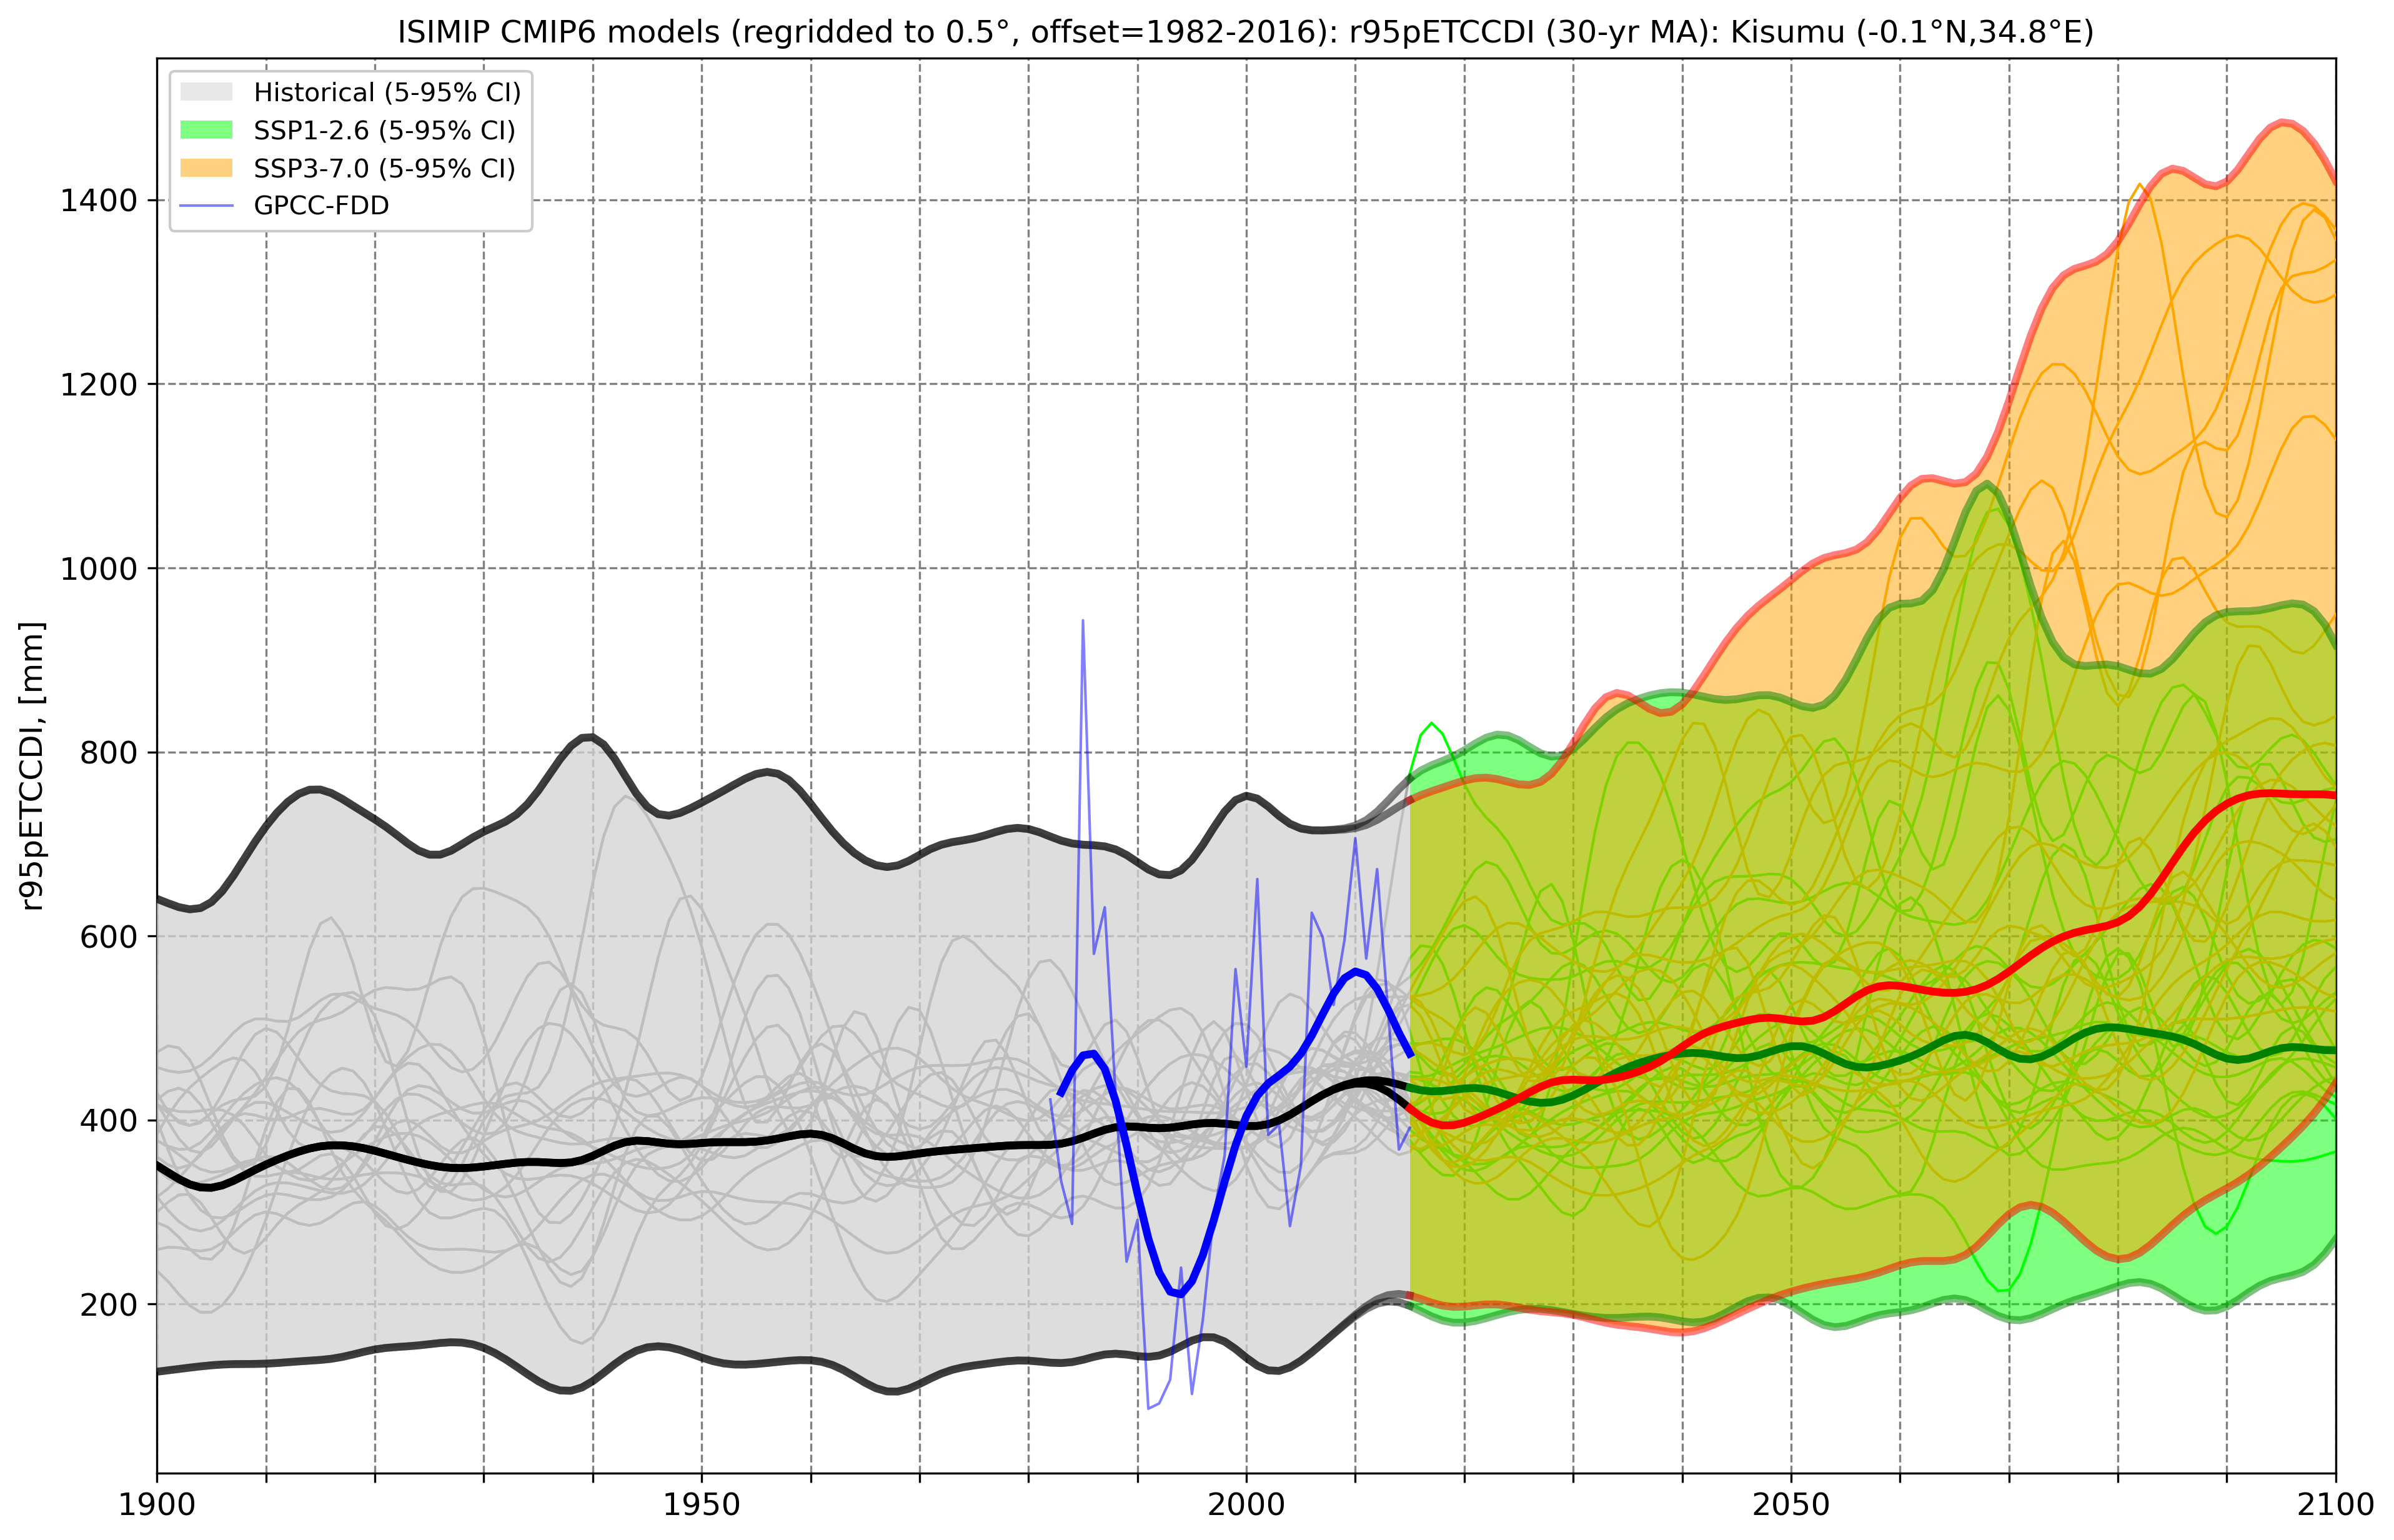 ISIMIP CMIP6 models (regridded to 0.5°, offset=1982-2016): r95pETCCDI (30-yr MA): Kisumu (-0.1°N,34.8°E)
Historical (5-95% CI)
SSP1-2.6 (5-95% CI)
SSP3-7.0 (5-95% CI)
GPCC-FDD
r95pETCCDI, [mm]
1400
1200
1000
800
600
400
200
1900 1950 2000 2050 2100